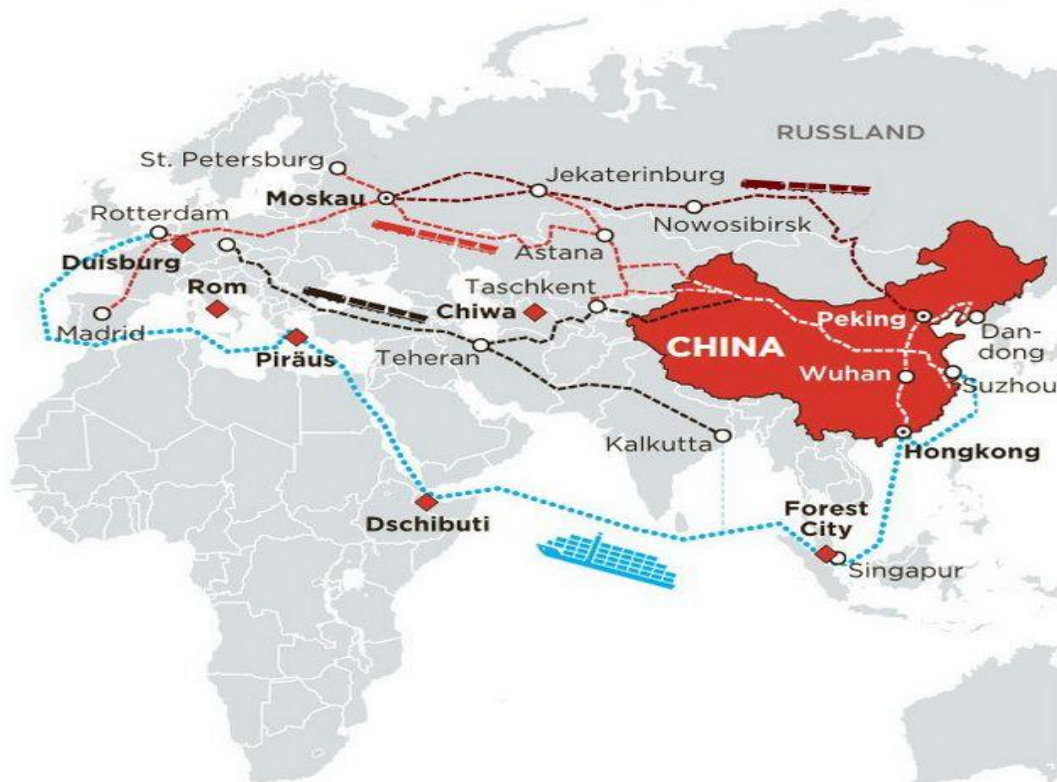 RUSSLAND
St. Petersburg
Jekaterinburg
Moskau
Nowosibirsk
Rotterdam
Astana
Duisburg
Rom
Taschkent
Chiwa
Madrid
Piräus
Teheran
CHINA
Peking
Dan-
dong
Wuhan
Suzhou
Kalkutta
Hongkong
Dschibuti
Forest
City
Singapur